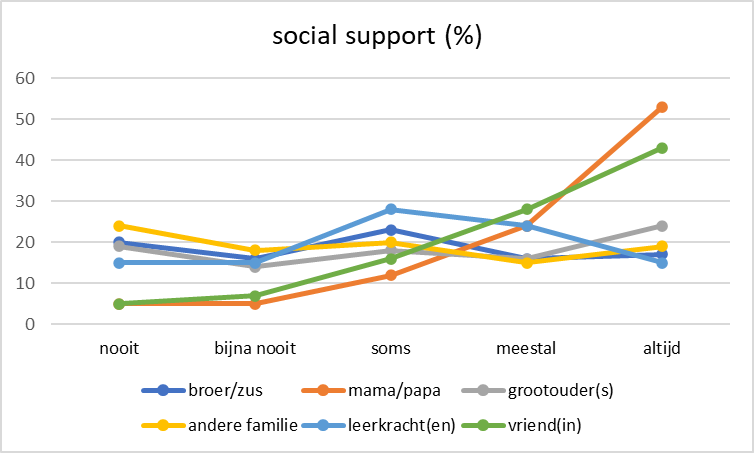 social support (%)
60
50
40
30
20
10
0
nooit bijna nooit soms meestal altijd
broer/zus mama/papa grootouder(s)
andere familie leerkracht(en) vriend(in)